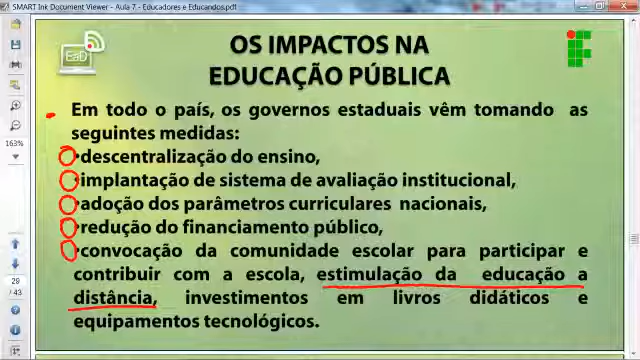 SMART Ink Document Viewer - Aula 7 - Educadores e Educandos.pdf
EaD
OS IMPACTOS NA
EDUCAÇÃO PÚBLICA
Em todo o país, os governos estaduais vêm tomando as
seguintes medidas:
•descentralização do ensino,
•implantação de sistema de avaliação institucional,
•adoção dos parâmetros curriculares nacionais,
•redução do financiamento público,
•convocação da comunidade escolar para participar e
contribuir com a escola, estimulação da educação a
distância, investimentos em livros didáticos e
equipamentos tecnológicos.
163%
29
/ 43